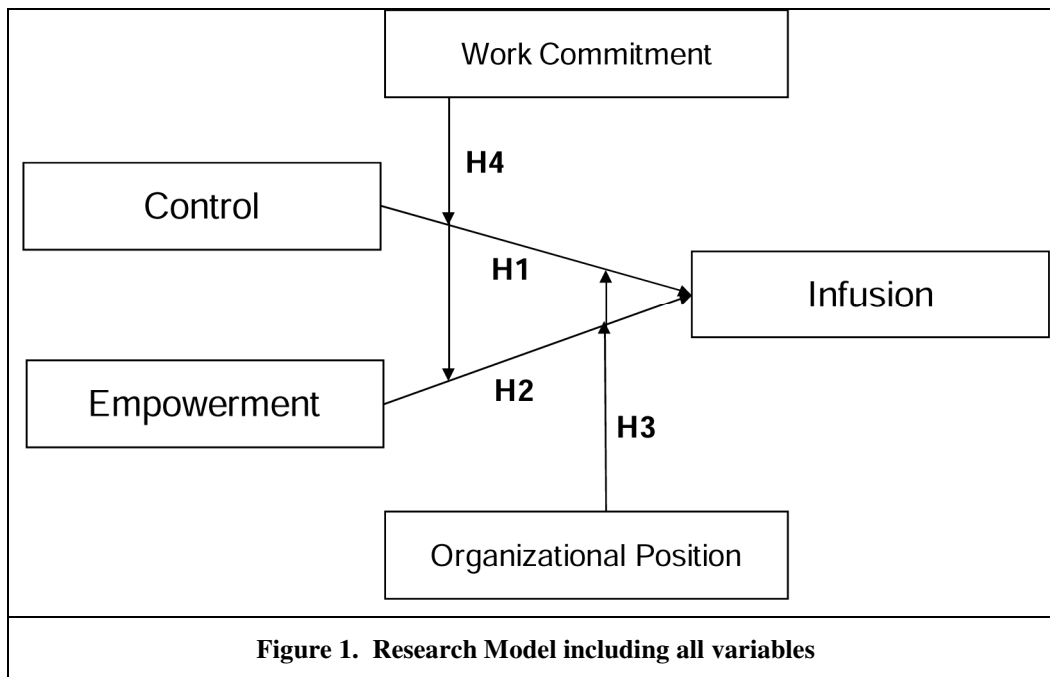 Work Commitment
H4
Control
H1
Infusion
Empowerment
H2
H3
Organizational Position
Figure 1. Research Model including all variables